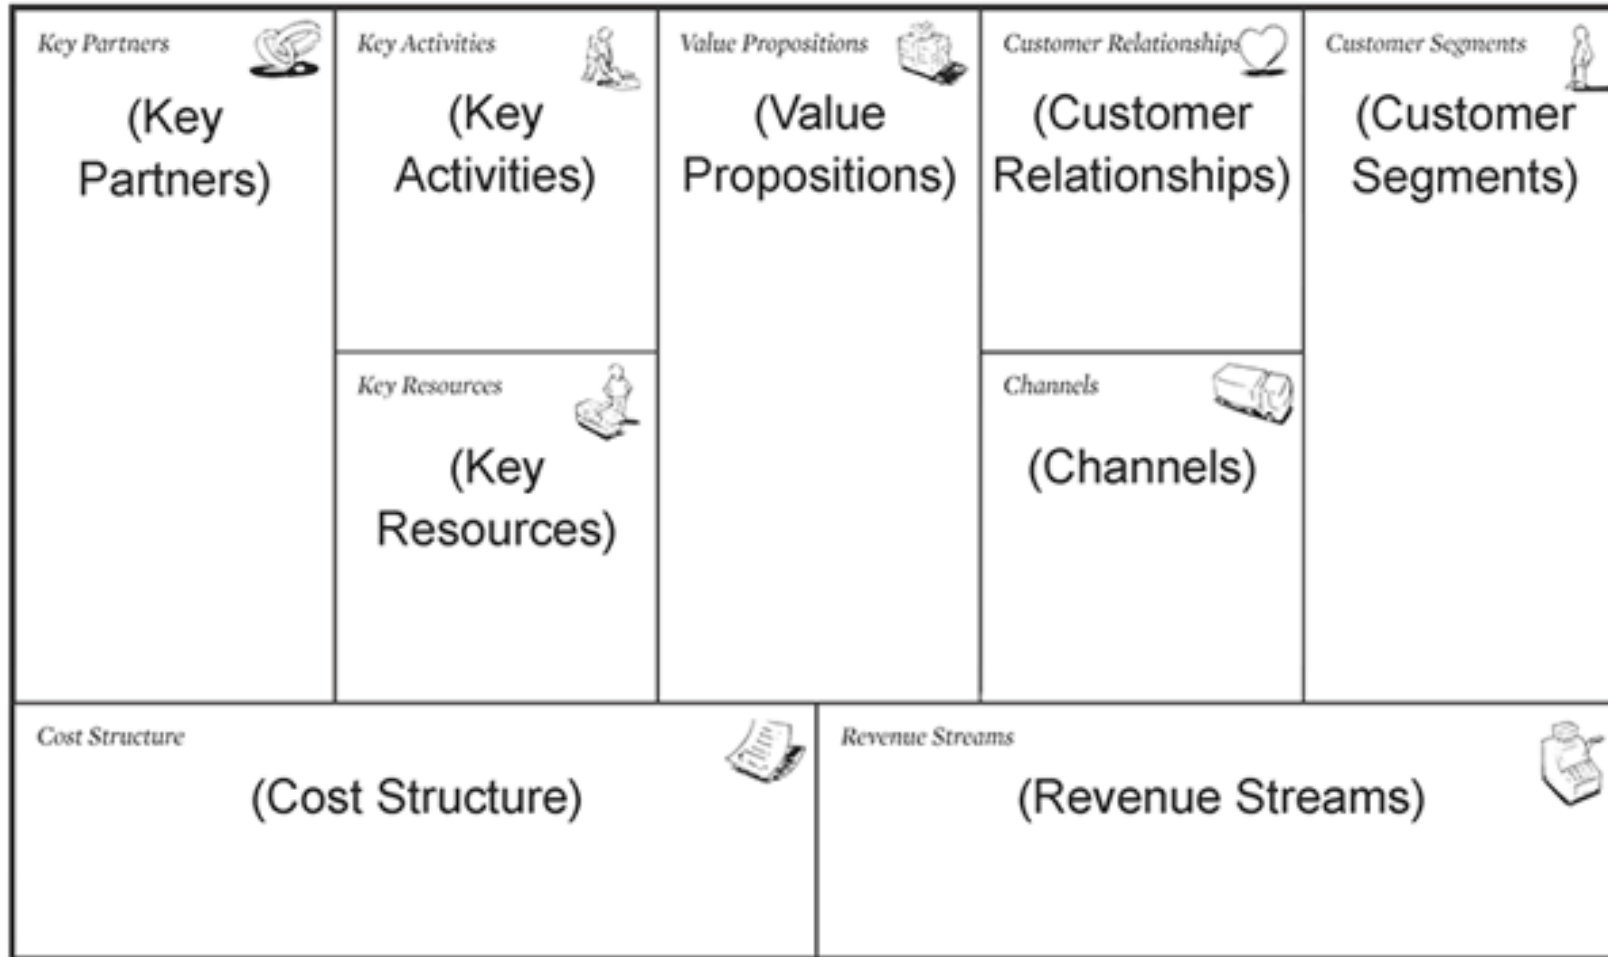 Key Partners
(Key
Partners)
Key Activities
(Key
Activities)
Key Resources
(Key
Resources)
Value Propositions
(Value
Propositions)
Customer Relationships
(Customer
Relationships)
Channels
(Channels)
Customer Segments
(Customer
Segments)
Cost Structure
(Cost Structure)
Revenue Streams
(Revenue Streams)